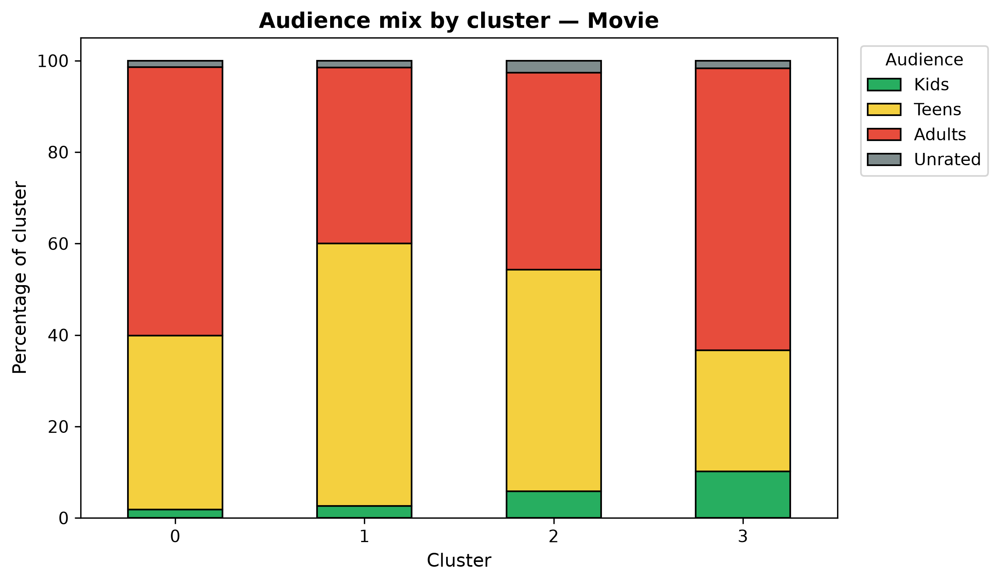 Audience mix by cluster — Movie
Percentage of cluster
100
80
60
40
20
0
0 1 2 3
Cluster
Audience
Kids
Teens
Adults
Unrated